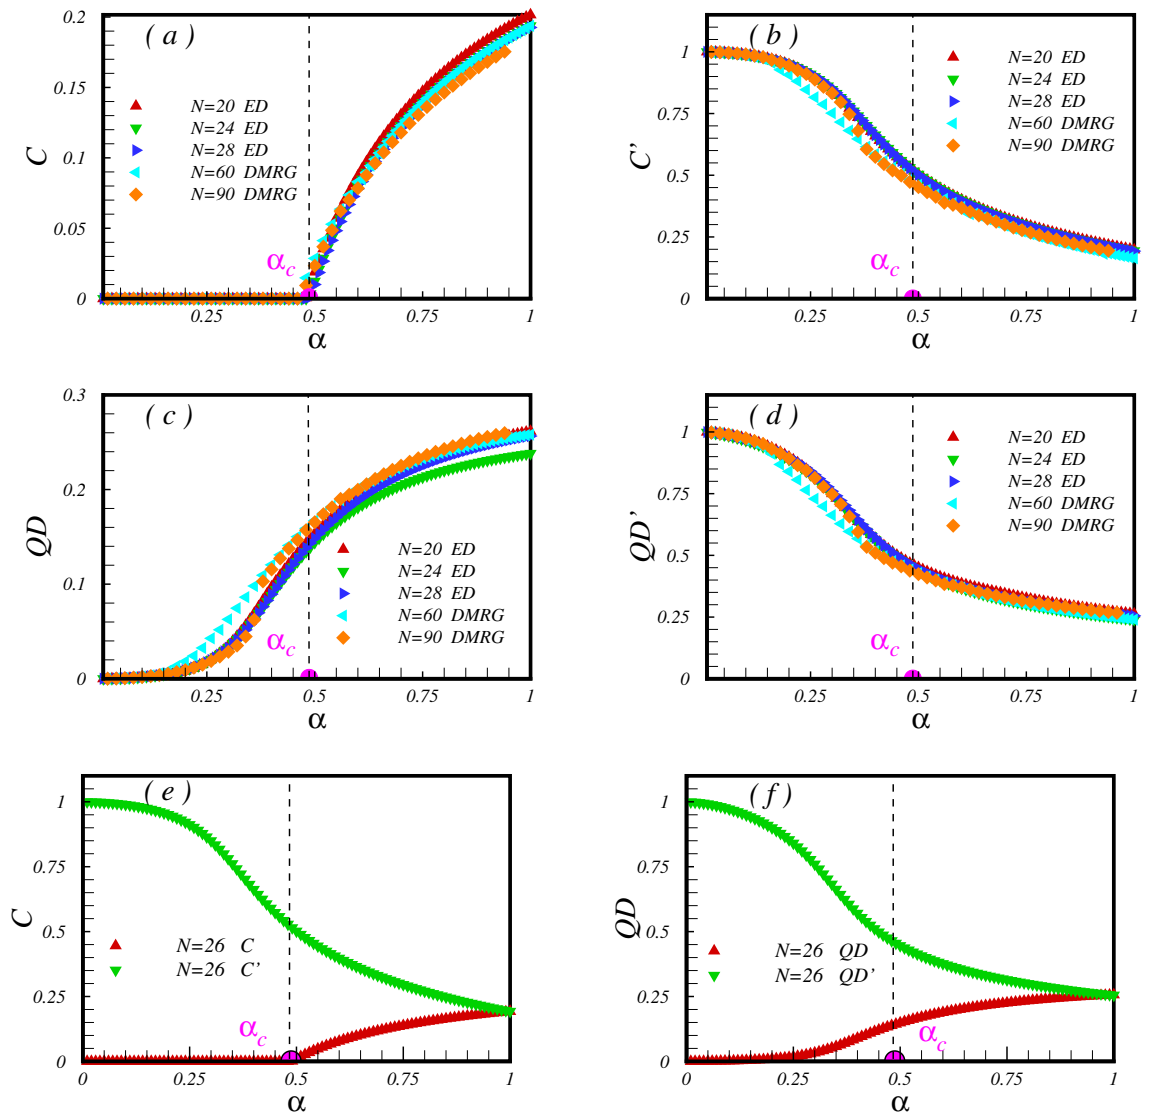 ( a )
0.2
0.15
0.1
0.05
0
C
N=20 ED
N=24 ED
N=28 ED
N=60 DMRG
N=90 DMRG
αc
0.25
0.5
0.75
1
α
( b )
1
0.75
0.5
0.25
0
C’
N=20 ED
N=24 ED
N=28 ED
N=60 DMRG
N=90 DMRG
αc
0.25
0.5
0.75
1
α
( c )
0.3
0.2
0.1
0
QD
N=20 ED
N=24 ED
N=28 ED
N=60 DMRG
N=90 DMRG
αc
0.25
0.5
0.75
1
α
( d )
1
0.75
0.5
0.25
0
QD’
N=20 ED
N=24 ED
N=28 ED
N=60 DMRG
N=90 DMRG
αc
0.25
0.5
0.75
1
α
( e )
1
0.75
0.5
0.25
0
C
N=26 C
N=26 C’
αc
0
0.25
0.5
0.75
1
α
( f )
1
0.75
0.5
0.25
0
QD
N=26 QD
N=26 QD’
αc
0
0.25
0.5
0.75
1
α